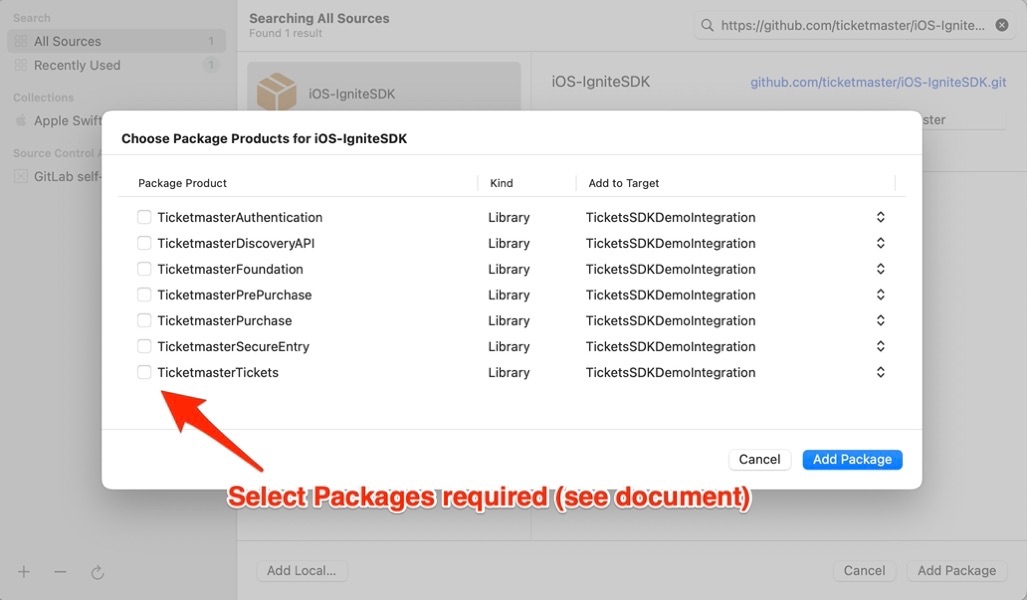 Search
All Sources 1
Recently Used 1
Collections
Apple Swift
Source Control A
GitLab self-
Searching All Sources
Found 1 result
https://github.com/ticketmaster/iOS-Ignite...
iOS-IgniteSDK
iOS-IgniteSDK
github.com/ticketmaster/iOS-IgniteSDK.git
ster
Choose Package Products for iOS-IgniteSDK
Package Product Kind Add to Target
TicketmasterAuthentication Library TicketsSDKDemoIntegration
TicketmasterDiscoveryAPI Library TicketsSDKDemoIntegration
TicketmasterFoundation Library TicketsSDKDemoIntegration
TicketmasterPrePurchase Library TicketsSDKDemoIntegration
TicketmasterPurchase Library TicketsSDKDemoIntegration
TicketmasterSecureEntry Library TicketsSDKDemoIntegration
TicketmasterTickets Library TicketsSDKDemoIntegration
Cancel Add Package
Select Packages required (see document)
Add Local... Cancel Add Package